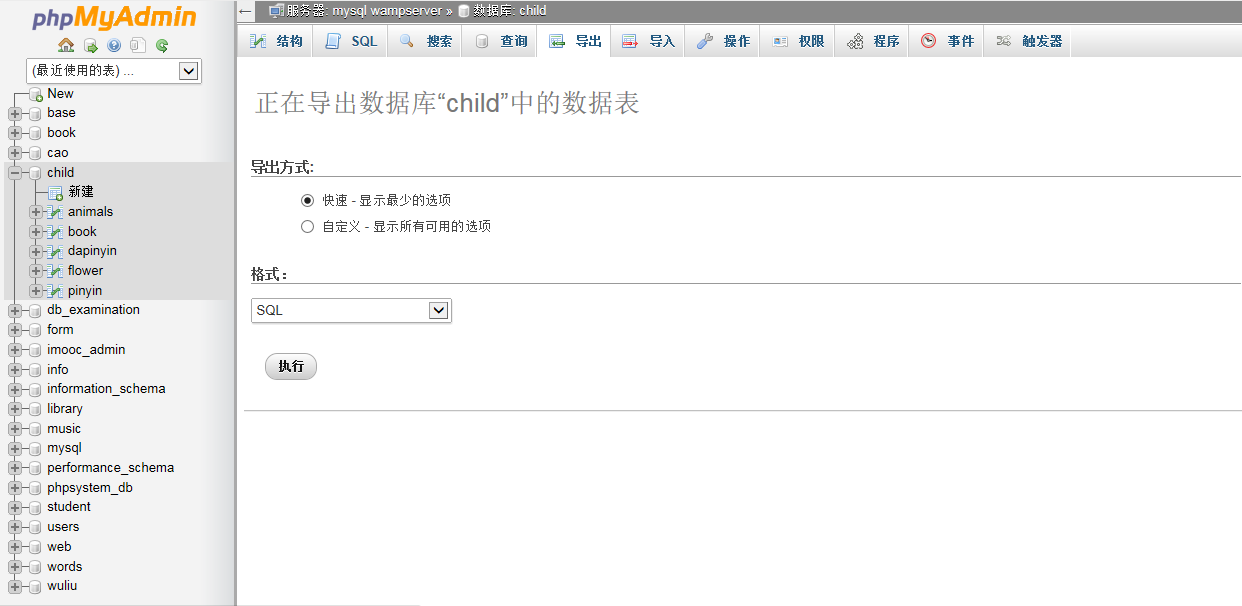 phpMyAdmin
(最近使用的表) ...
New
base
book
cao
child
新建
animals
book
dapinyin
flower
pinyin
db_examination
form
imooc_admin
info
information_schema
library
music
mysql
performance_schema
phpsystem_db
student
users
web
words
wuliu
← 服务器: mysql wampserver » 数据库: child
结构 SQL 搜索 查询 导出 导入 操作 权限 程序 事件 触发器
正在导出数据库“child”中的数据表
导出方式:
快速 - 显示最少的选项
自定义 - 显示所有可用的选项
格式：
SQL
执行